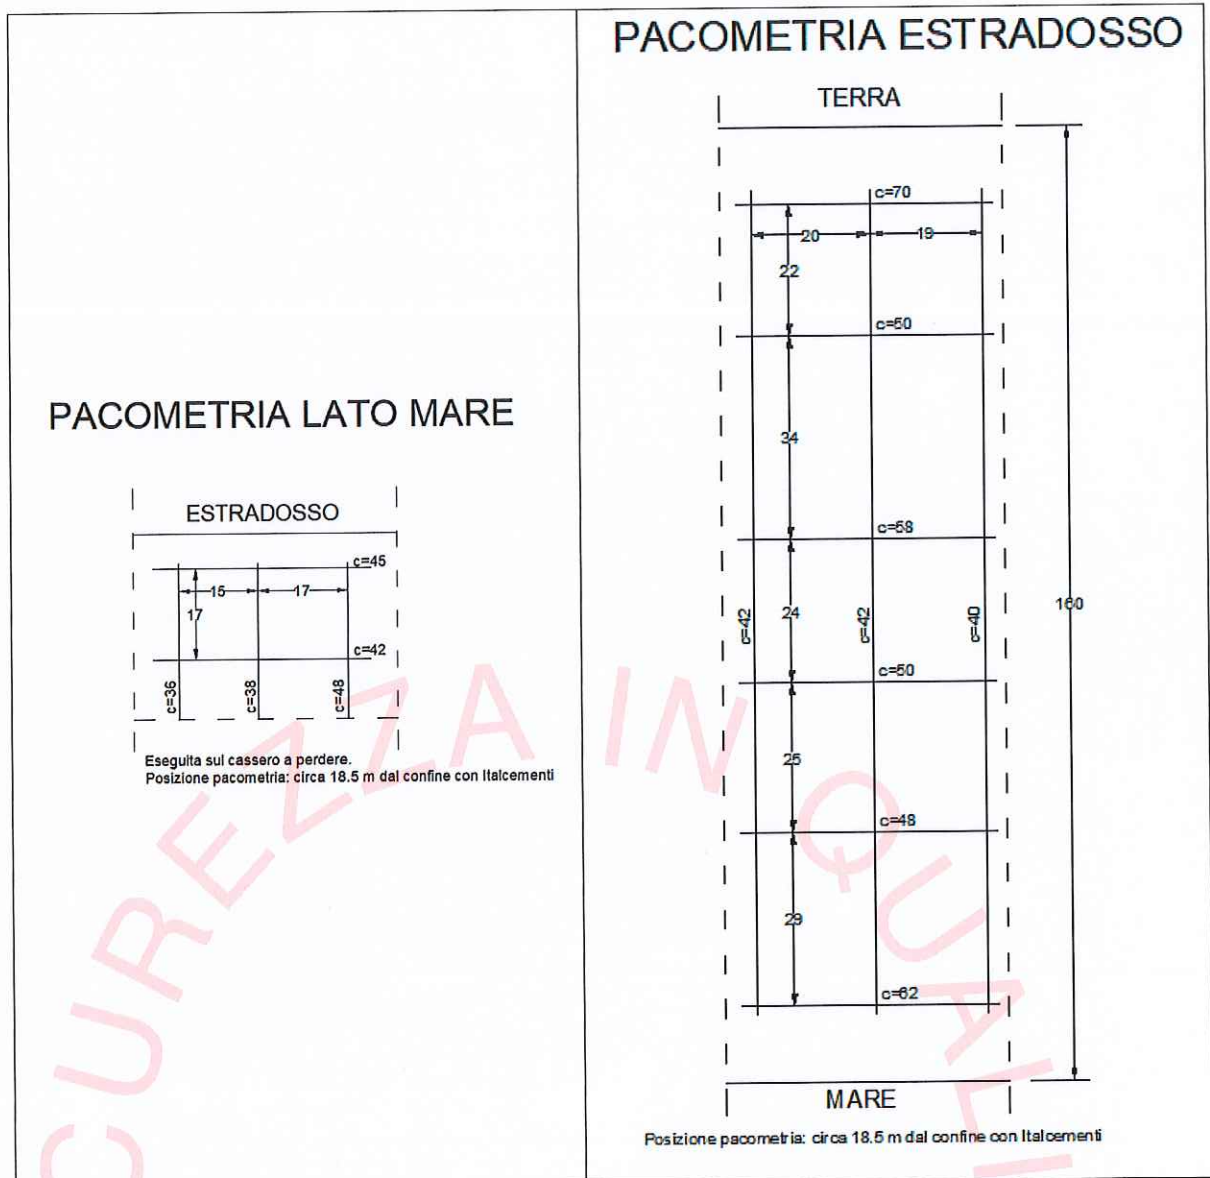 PACOMETRIA LATO MARE
ESTRADOSSO
c=45
15
17
17
c=42
c=36
c=38
c=48
Eseguita sul cassero a perdere.
Posizione pacometria: circa 18.5 m dal confine con Italcementi
PACOMETRIA ESTRADOSSO
TERRA
c=70
20
19
22
c=50
34
c=58
c=42
24
c=42
c=40
160
c=50
25
c=48
29
c=62
MARE
Posizione pacometria: circa 18.5 m dal confine con Italcementi
CUREZZA IN QUALI